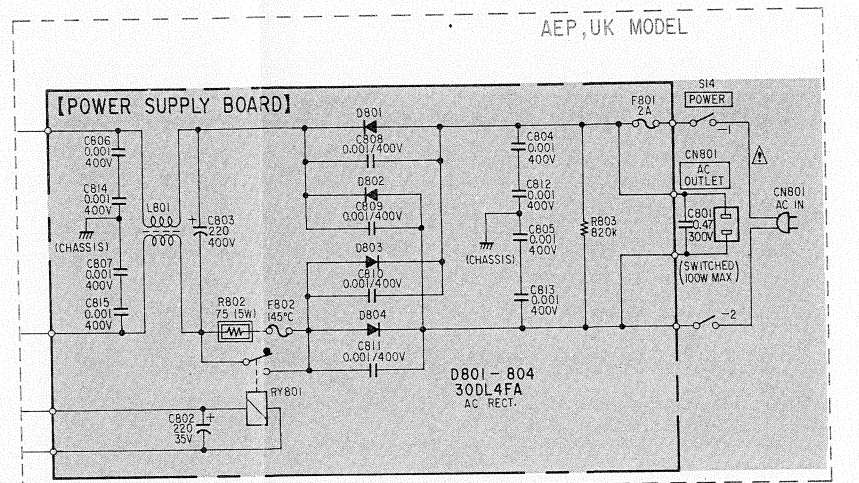 AEP,UK MODEL
【POWER SUPPLY BOARD】
S14
POWER
-1
F801
2A
D801
C808
0.001/400V
C806
0.001
400V
C804
0.001
400V
D802
C809
0.001/400V
C814
0.001
400V
L801
C803
220
400V
+
C812
0.001
400V
C805
0.001
400V
(CHASSIS)
(CHASSIS)
R803
820K
CN801
AC
OUTLET
C801
0.47
300V
(SWITCHED
100W MAX)
CN801
AC IN
D803
C810
0.001/400V
C807
0.001
400V
C815
0.001
400V
C813
0.001
400V
R802
75 (5W)
F802
145°C
D804
C811
0.001/400V
-2
RY801
C802
220
35V
+
D801-804
30DL4FA
AC RECT.